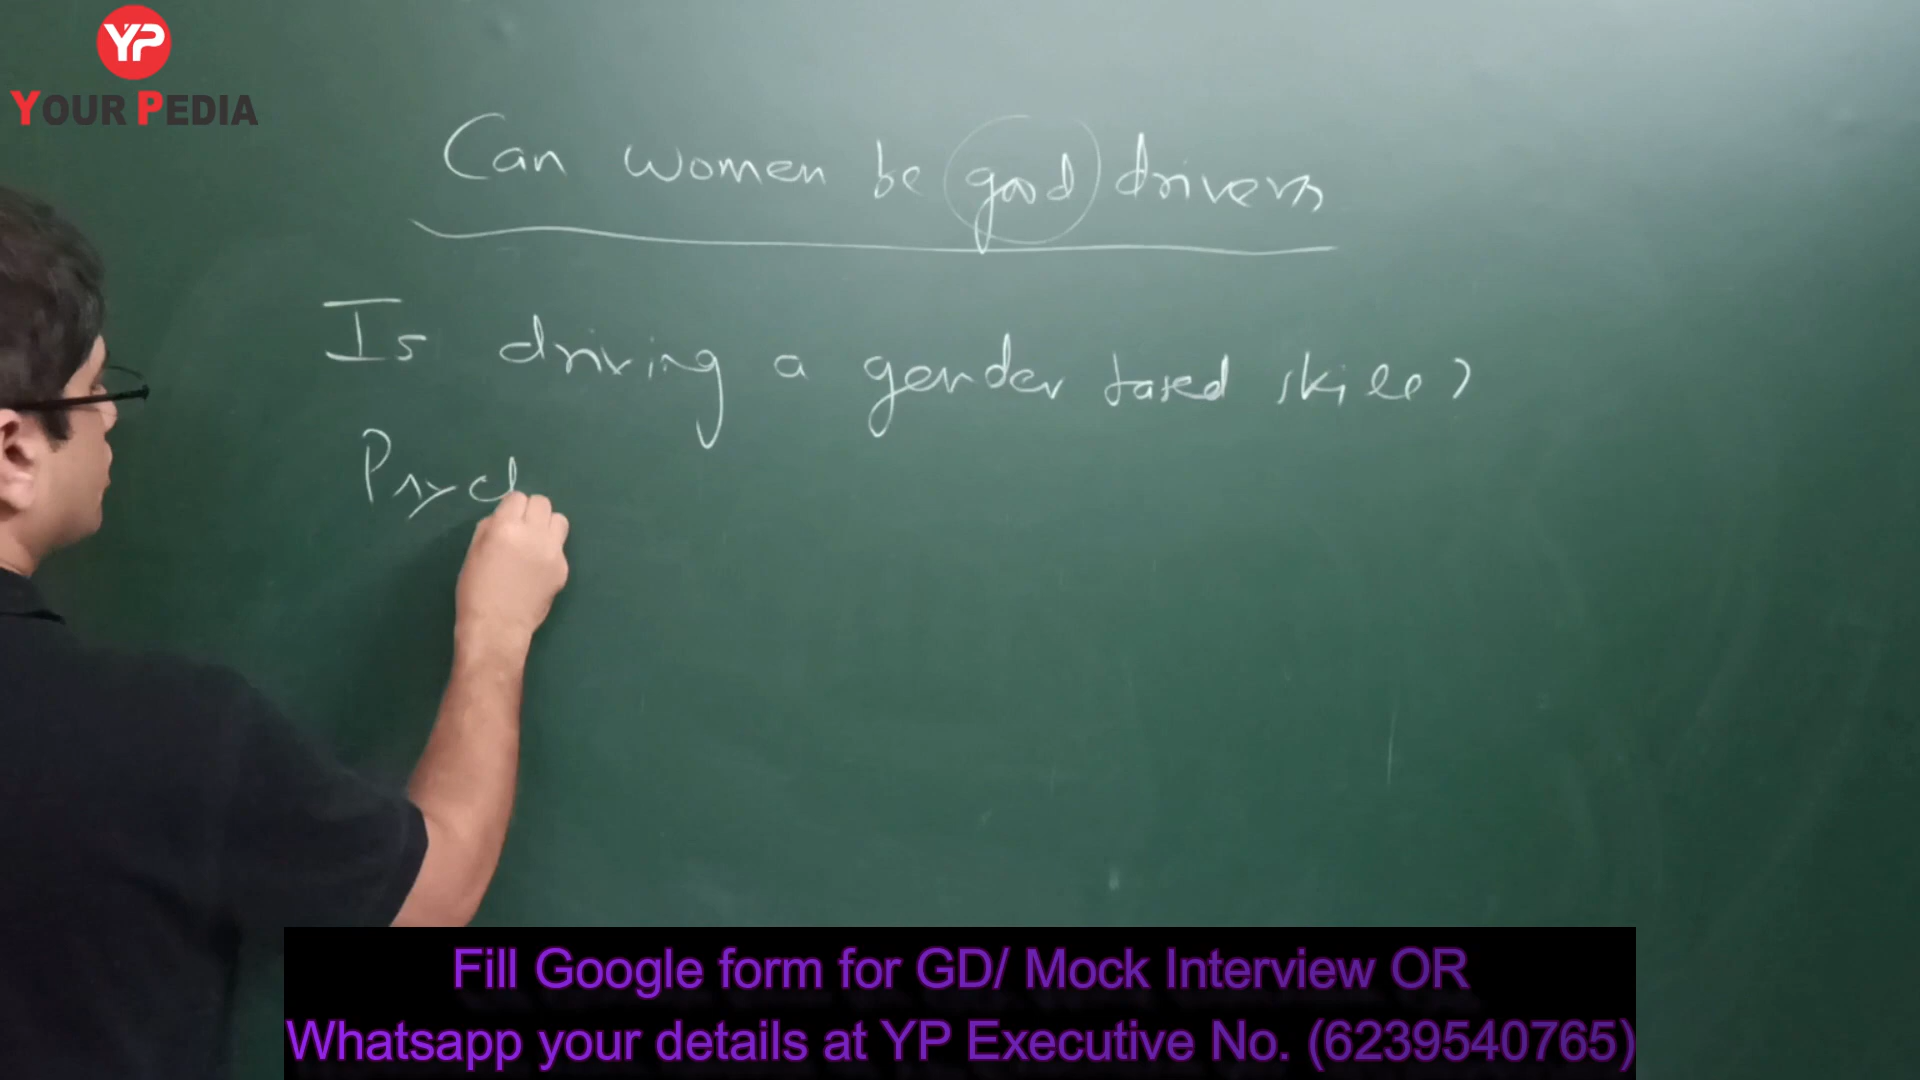 YP
YOUR PEDIA
Can women be good drivers
Is driving a gender based skill?
Psych
Fill Google form for GD/ Mock Interview OR
Whatsapp your details at YP Executive No. (6239540765)